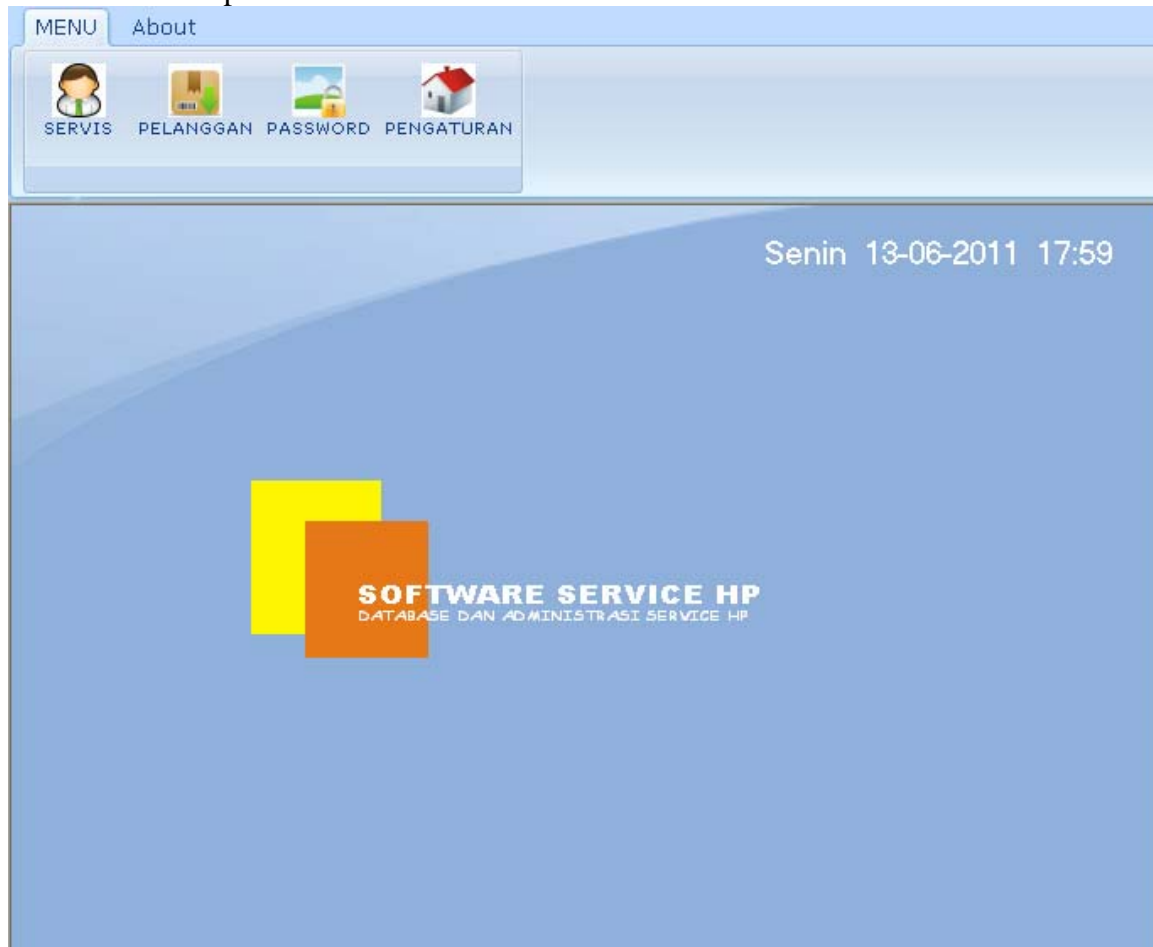 MENU About
SERVIS PELANGGAN PASSWORD PENGATURAN
Senin 13-06-2011 17:59
SOFTWARE SERVICE HP
DATABASE DAN ADMINISTRASI SERVICE HP